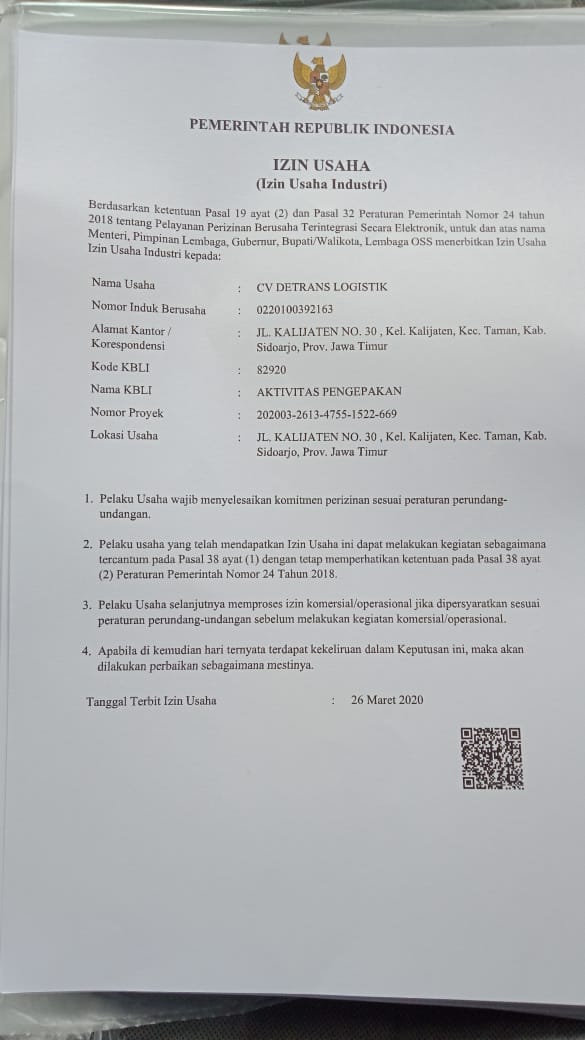 PEMERINTAH REPUBLIK INDONESIA
IZIN USAHA
(Izin Usaha Industri)
Berdasarkan ketentuan Pasal 19 ayat (2) dan Pasal 32 Peraturan Pemerintah Nomor 24 tahun
2018 tentang Pelayanan Perizinan Berusaha Terintegrasi Secara Elektronik, untuk dan atas nama
Menteri, Pimpinan Lembaga, Gubernur, Bupati/Walikota, Lembaga OSS menerbitkan Izin Usaha
Izin Usaha Industri kepada:
Nama Usaha : CV DETRANS LOGISTIK
Nomor Induk Berusaha : 0220100392163
Alamat Kantor / : JL. KALIJATEN NO. 30 , Kel. Kalijaten, Kec. Taman, Kab.
Korespondensi Sidoarjo, Prov. Jawa Timur
Kode KBLI : 82920
Nama KBLI : AKTIVITAS PENGEPAKAN
Nomor Proyek : 202003-2613-4755-1522-669
Lokasi Usaha : JL. KALIJATEN NO. 30 , Kel. Kalijaten, Kec. Taman, Kab.
Sidoarjo, Prov. Jawa Timur
1. Pelaku Usaha wajib menyelesaikan komitmen perizinan sesuai peraturan perundang-
undangan.
2. Pelaku usaha yang telah mendapatkan Izin Usaha ini dapat melakukan kegiatan sebagaimana
tercantum pada Pasal 38 ayat (1) dengan tetap memperhatikan ketentuan pada Pasal 38 ayat
(2) Peraturan Pemerintah Nomor 24 Tahun 2018.
3. Pelaku Usaha selanjutnya memproses izin komersial/operasional jika dipersyaratkan sesuai
peraturan perundang-undangan sebelum melakukan kegiatan komersial/operasional.
4. Apabila di kemudian hari ternyata terdapat kekeliruan dalam Keputusan ini, maka akan
dilakukan perbaikan sebagaimana mestinya.
Tanggal Terbit Izin Usaha : 26 Maret 2020